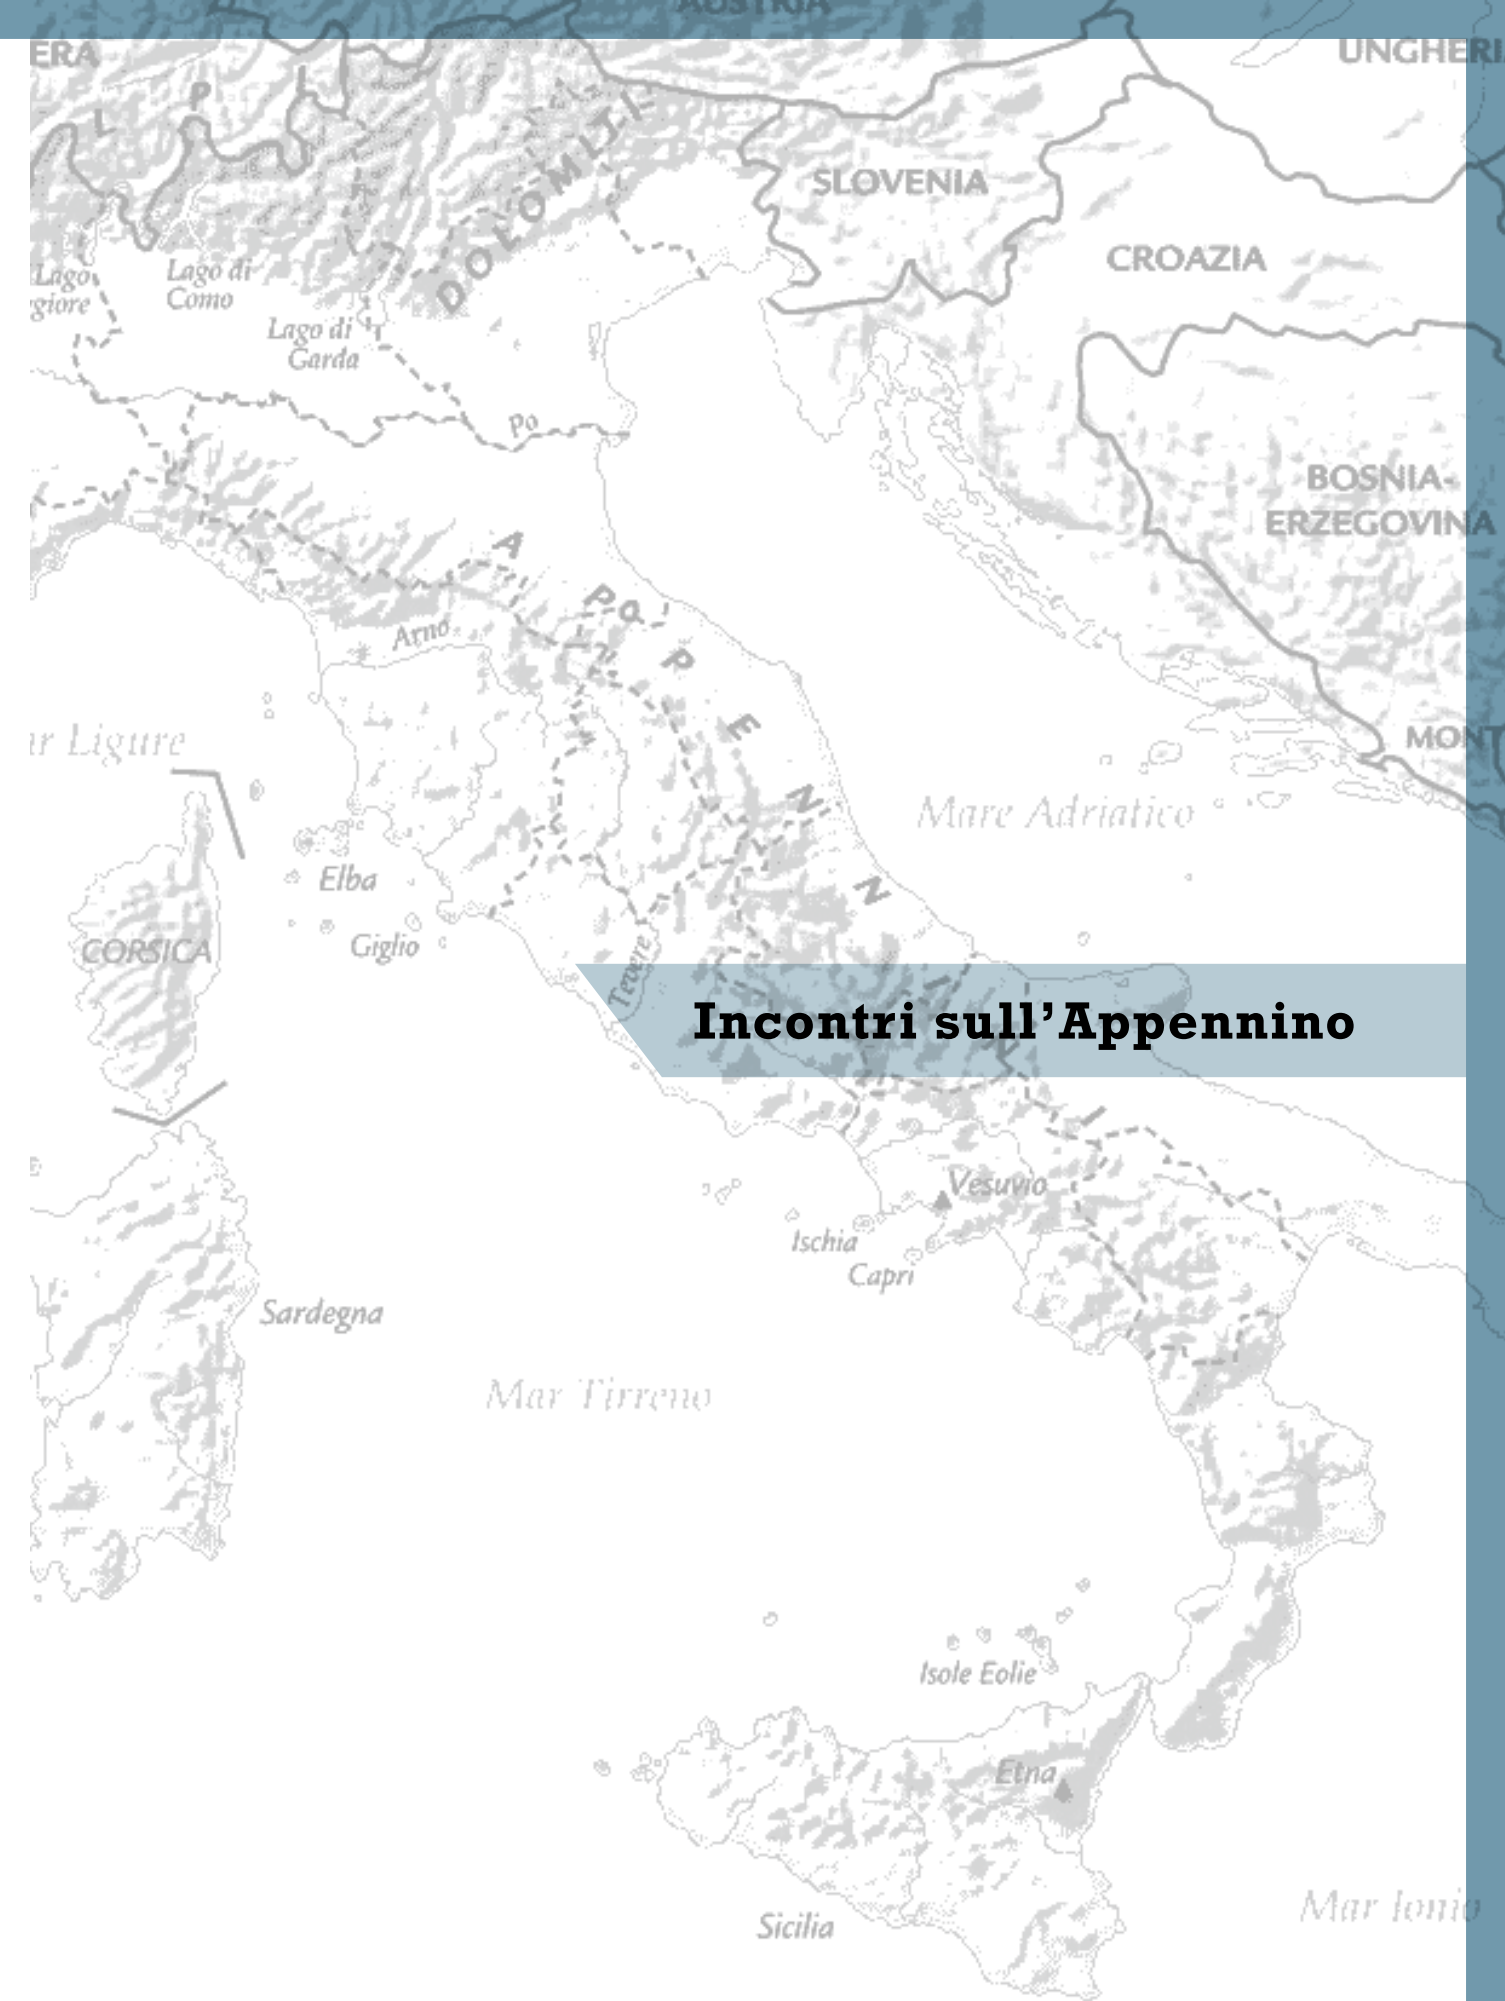 AUSTRIA
ERA
UNGHERI
L
P
I
DOLOMITI
SLOVENIA
CROAZIA
Lago
giore
Lago di
Como
Lago di
Garda
Po
BOSNIA-
ERZEGOVINA
A
P
P
E
N
N
I
Arno
ar Ligure
MONT
Mare Adriatico
Elba
CORSICA
Giglio
Tevere
Incontri sull’Appennino
Vesuvio
Ischia
Capri
Sardegna
Mar Tirreno
Isole Eolie
Etna
Sicilia
Mar Ionio